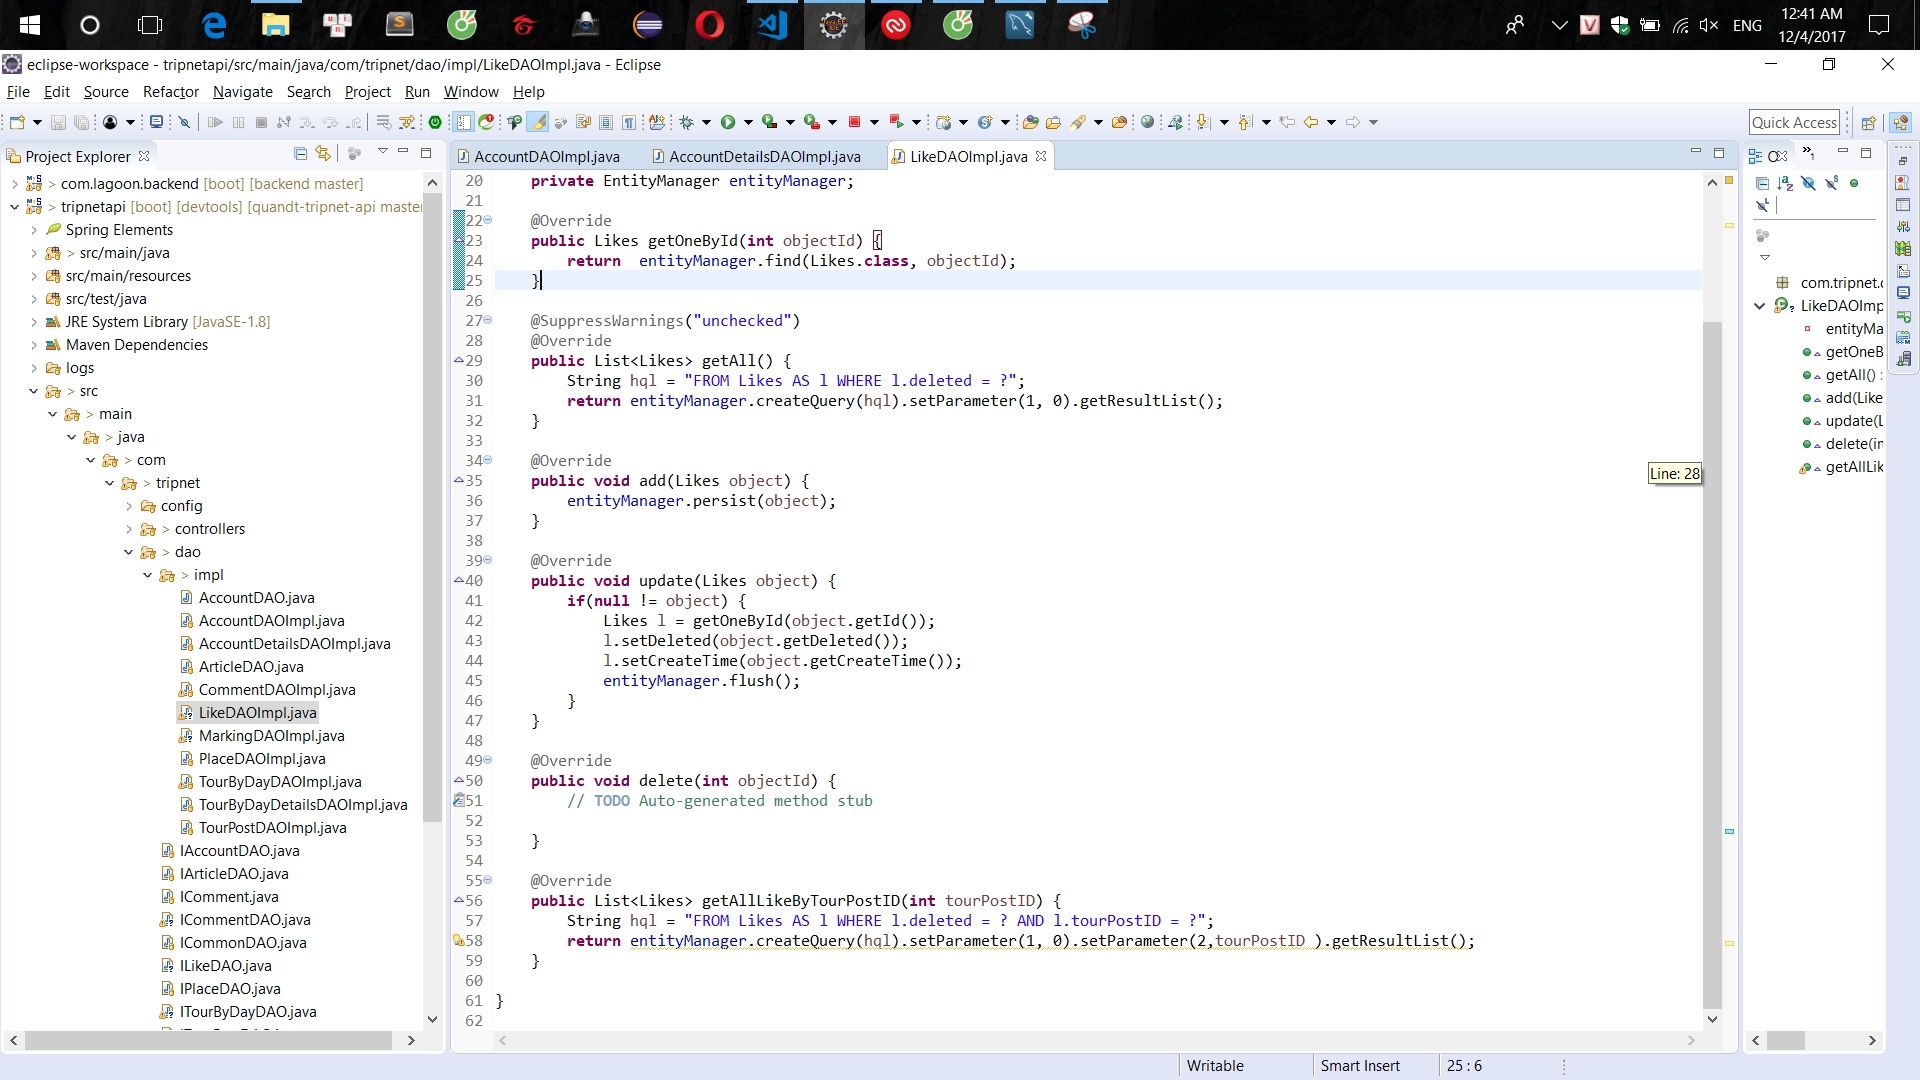 ENG
12:41 AM
12/4/2017
eclipse-workspace - tripnetapi/src/main/java/com/tripnet/dao/impl/LikeDAOImpl.java - Eclipse
File Edit Source Refactor Navigate Search Project Run Window Help
Quick Access
Project Explorer
> com.lagoon.backend [boot] [backend master]
> tripnetapi [boot] [devtools] [quandt-tripnet-api master
Spring Elements
> src/main/java
src/main/resources
src/test/java
JRE System Library [JavaSE-1.8]
Maven Dependencies
logs
> src
> main
> java
> com
> tripnet
config
> controllers
> dao
> impl
AccountDAO.java
AccountDAOImpl.java
AccountDetailsDAOImpl.java
ArticleDAO.java
CommentDAOImpl.java
LikeDAOImpl.java
MarkingDAOImpl.java
PlaceDAOImpl.java
TourByDayDAOImpl.java
TourByDayDetailsDAOImpl.java
TourPostDAOImpl.java
IAccountDAO.java
IArticleDAO.java
IComment.java
ICommentDAO.java
ICommonDAO.java
ILikeDAO.java
IPlaceDAO.java
ITourByDayDAO.java
AccountDAOImpl.java AccountDetailsDAOImpl.java LikeDAOImpl.java
20 private EntityManager entityManager;
21
22 @Override
23 public Likes getOneById(int objectId) {
24 return  entityManager.find(Likes.class, objectId);
25 }
26
27 @SuppressWarnings("unchecked")
28 @Override
29 public List<Likes> getAll() {
30 String hql = "FROM Likes AS l WHERE l.deleted = ?";
31 return entityManager.createQuery(hql).setParameter(1, 0).getResultList();
32 }
33
34 @Override
35 public void add(Likes object) {
36 entityManager.persist(object);
37 }
38
39 @Override
40 public void update(Likes object) {
41 if(null != object) {
42 Likes l = getOneById(object.getId());
43 l.setDeleted(object.getDeleted());
44 l.setCreateTime(object.getCreateTime());
45 entityManager.flush();
46 }
47 }
48
49 @Override
50 public void delete(int objectId) {
51 // TODO Auto-generated method stub
52
53 }
54
55 @Override
56 public List<Likes> getAllLikeByTourPostID(int tourPostID) {
57 String hql = "FROM Likes AS l WHERE l.deleted = ? AND l.tourPostID = ?";
58 return entityManager.createQuery(hql).setParameter(1, 0).setParameter(2,tourPostID ).getResultList();
59 }
60
61 }
62
Line: 28
com.tripnet.
LikeDAOImp
entityMa
getOneB
getAll() :
add(Like
update(L
delete(in
getAllLik
Writable Smart Insert 25 : 6